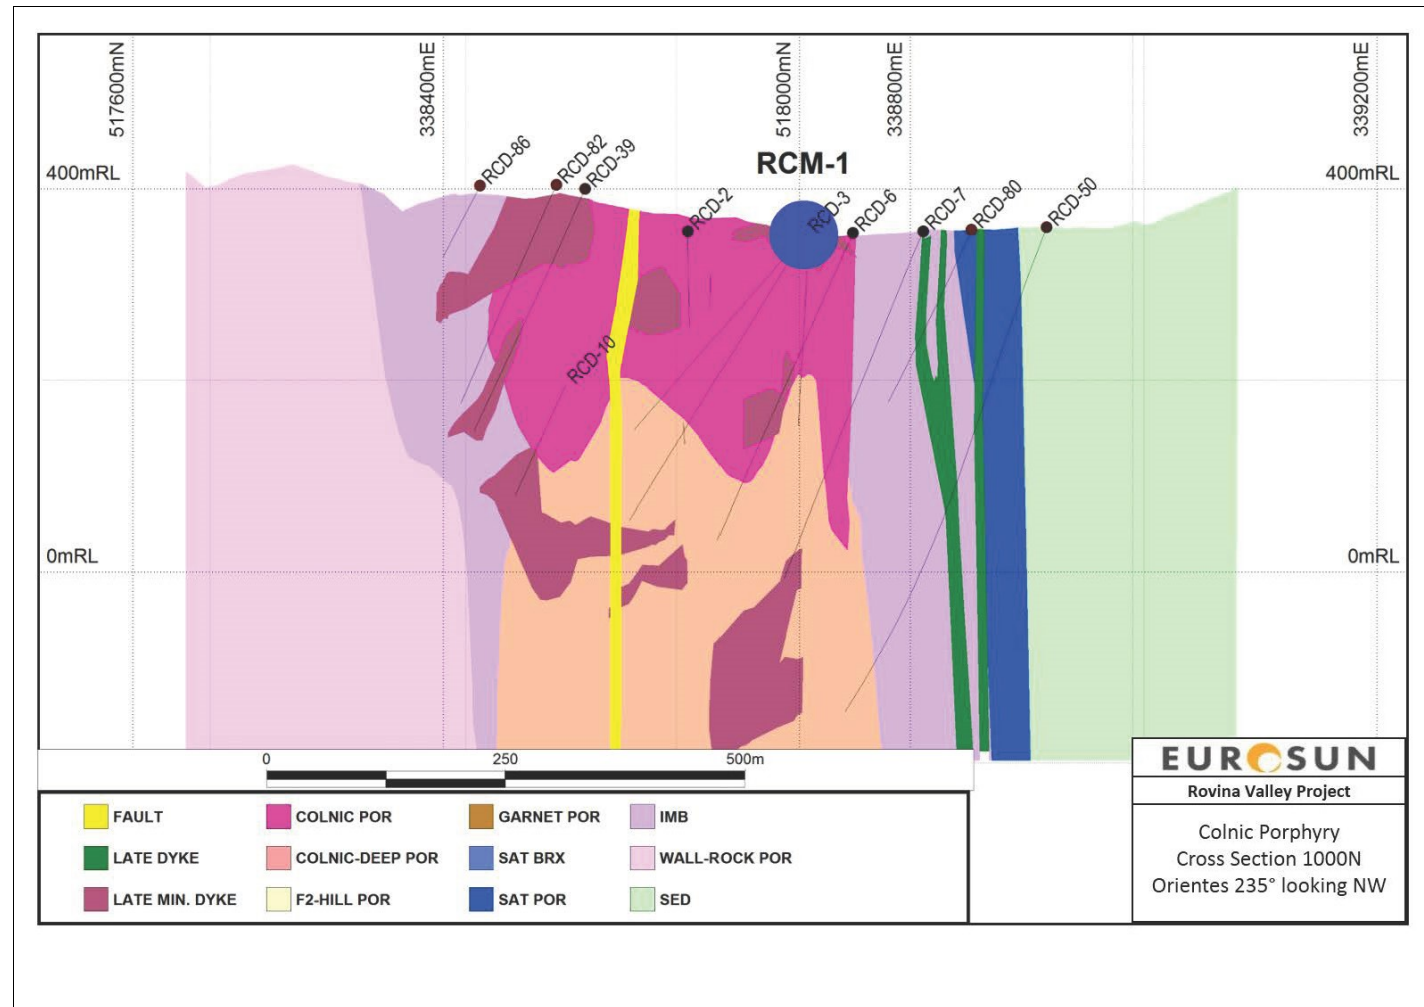 517600mN
338400mE
518000mN
338800mE
339200mE
400mRL
400mRL
RCD-86
RCD-82
RCD-39
RCD-2
RCM-1
RCD-3
RCD-6
RCD-7
RCD-80
RCD-50
RCD-10
0mRL
0mRL
0 250 500m
FAULT
COLNIC POR
GARNET POR
IMB
LATE DYKE
COLNIC-DEEP POR
SAT BRX
WALL-ROCK POR
LATE MIN. DYKE
F2-HILL POR
SAT POR
SED
EUROSUN
Rovina Valley Project
Colnic Porphyry
Cross Section 1000N
Orientes 235° looking NW